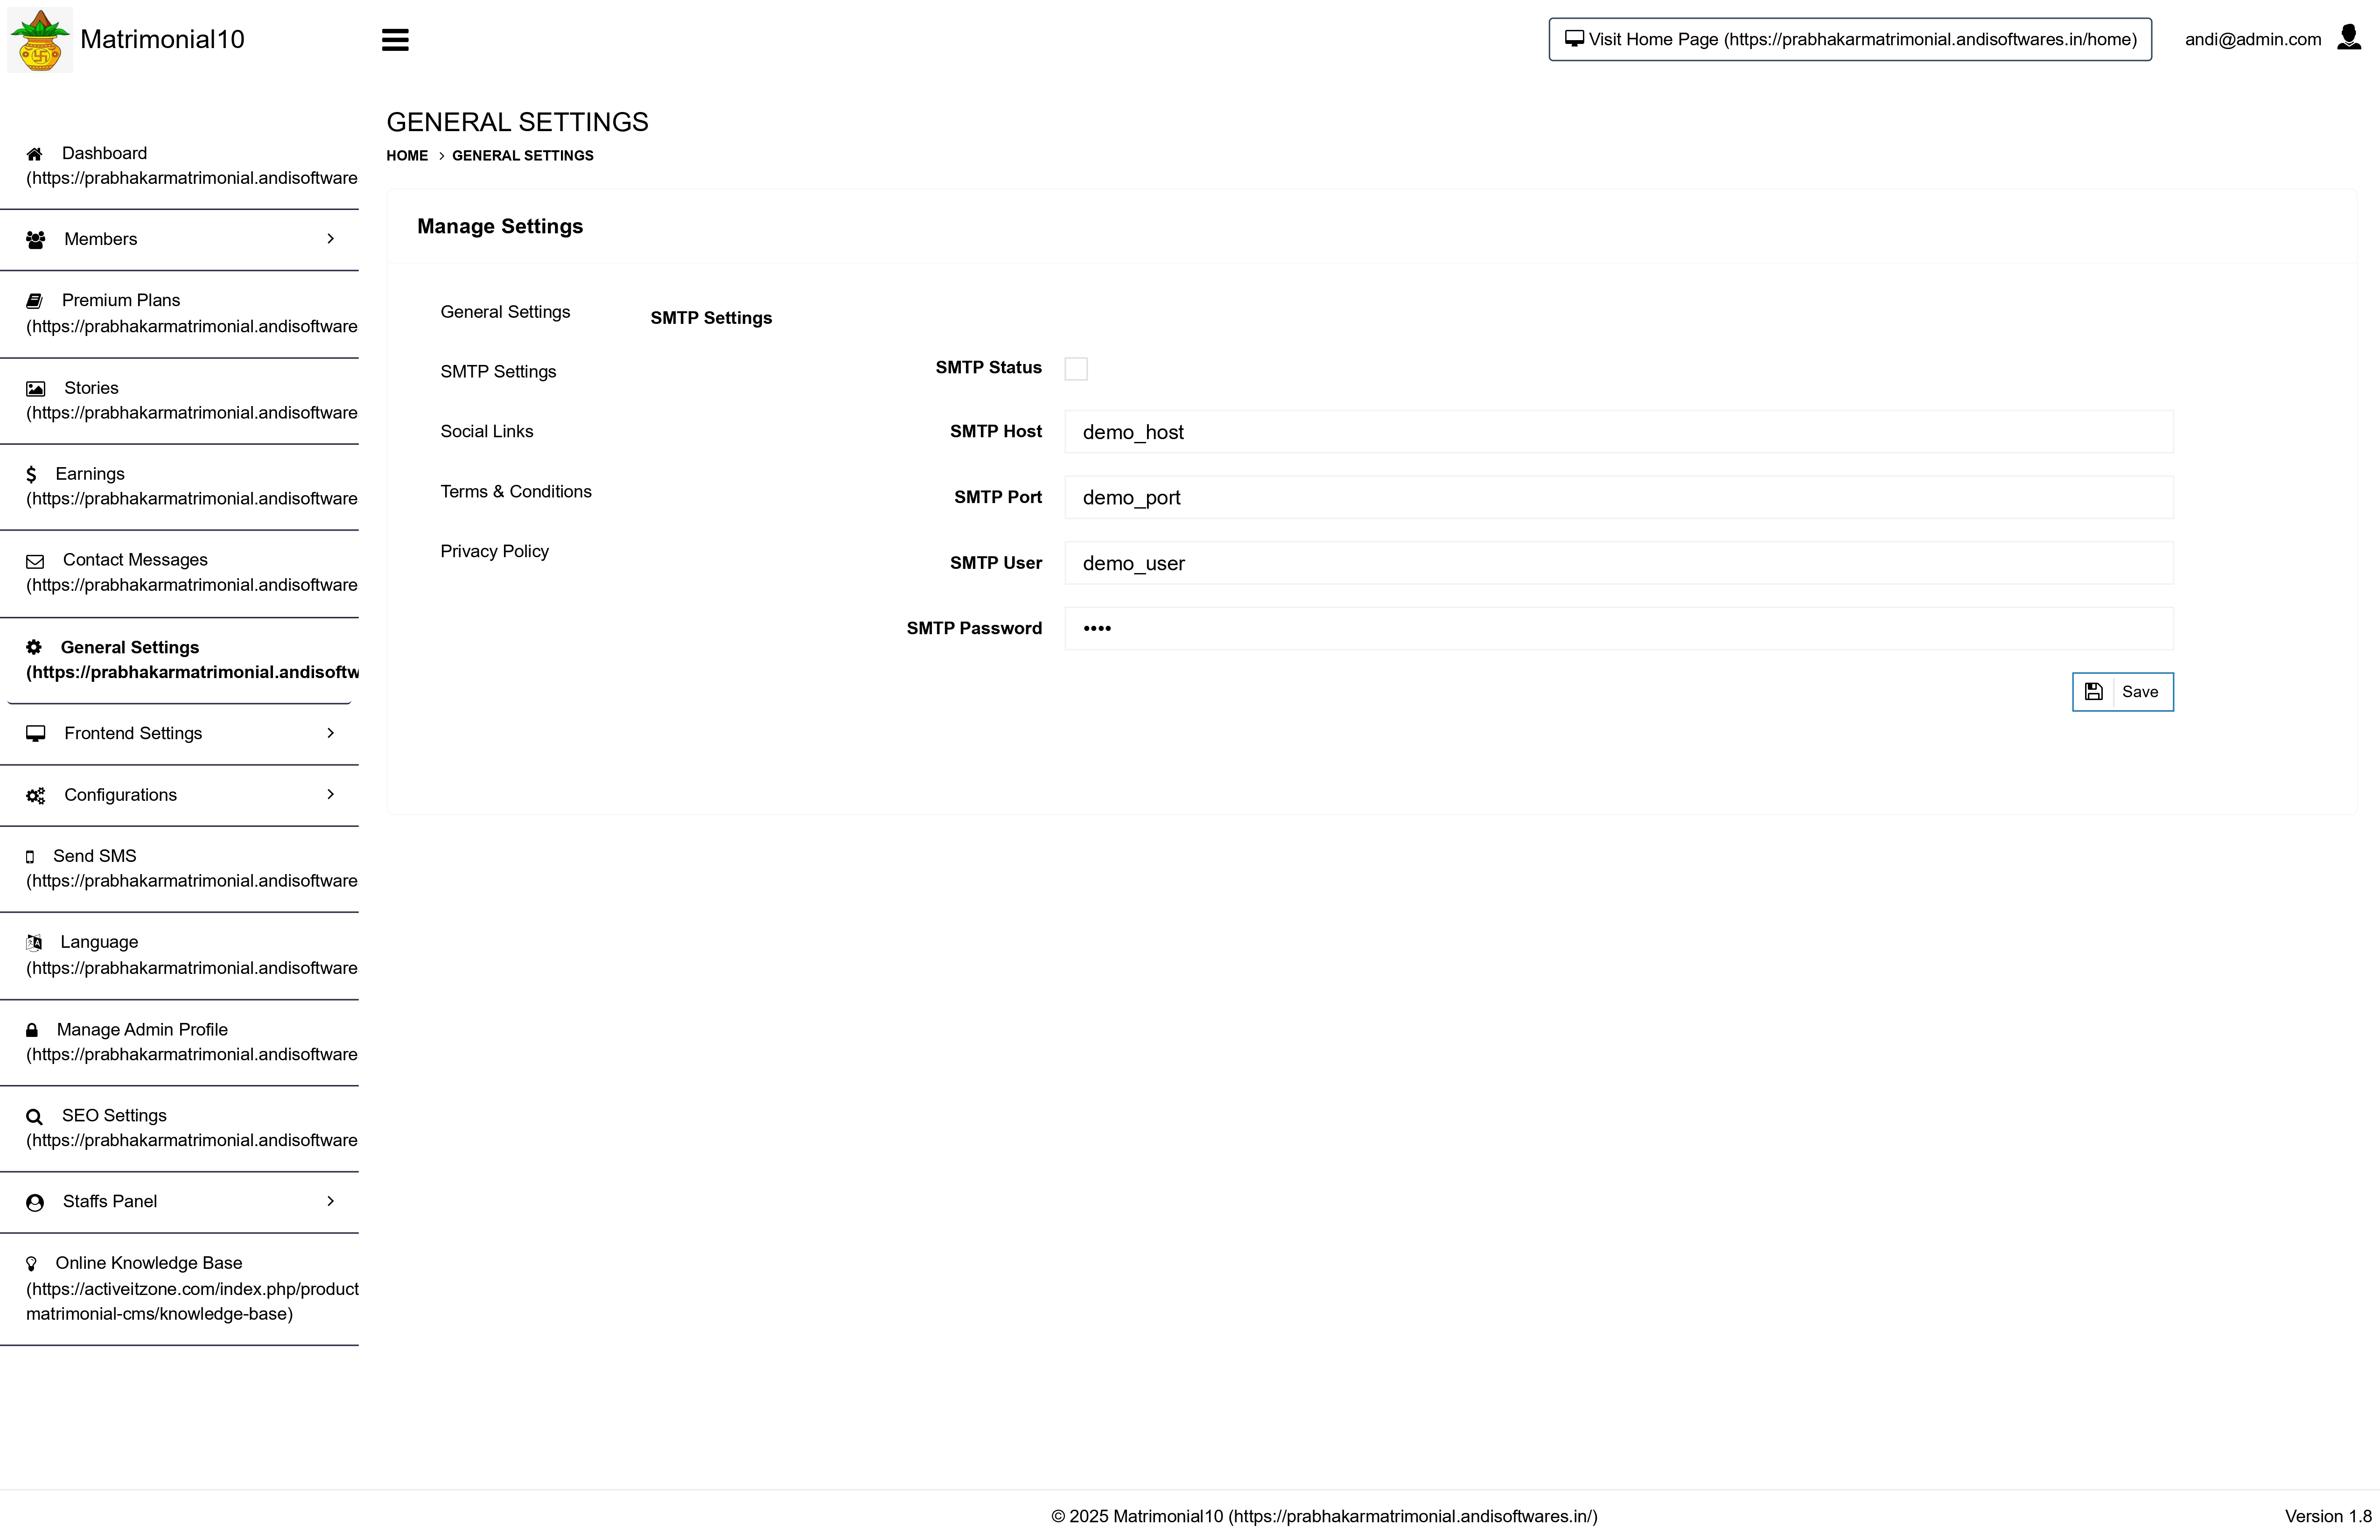 Matrimonial10
Visit Home Page (https://prabhakarmatrimonial.andisoftwares.in/home)
andi@admin.com
Dashboard
(https://prabhakarmatrimonial.andisoftware
Members
Premium Plans
(https://prabhakarmatrimonial.andisoftware
Stories
(https://prabhakarmatrimonial.andisoftware
Earnings
(https://prabhakarmatrimonial.andisoftware
Contact Messages
(https://prabhakarmatrimonial.andisoftware
General Settings
(https://prabhakarmatrimonial.andisoftw
Frontend Settings
Configurations
Send SMS
(https://prabhakarmatrimonial.andisoftware
Language
(https://prabhakarmatrimonial.andisoftware
Manage Admin Profile
(https://prabhakarmatrimonial.andisoftware
SEO Settings
(https://prabhakarmatrimonial.andisoftware
Staffs Panel
Online Knowledge Base
(https://activeitzone.com/index.php/product
matrimonial-cms/knowledge-base)
GENERAL SETTINGS
HOME > GENERAL SETTINGS
Manage Settings
General Settings
SMTP Settings
Social Links
Terms & Conditions
Privacy Policy
SMTP Settings
SMTP Status
SMTP Host demo_host
SMTP Port demo_port
SMTP User demo_user
SMTP Password ••••
Save
© 2025 Matrimonial10 (https://prabhakarmatrimonial.andisoftwares.in/)
Version 1.8